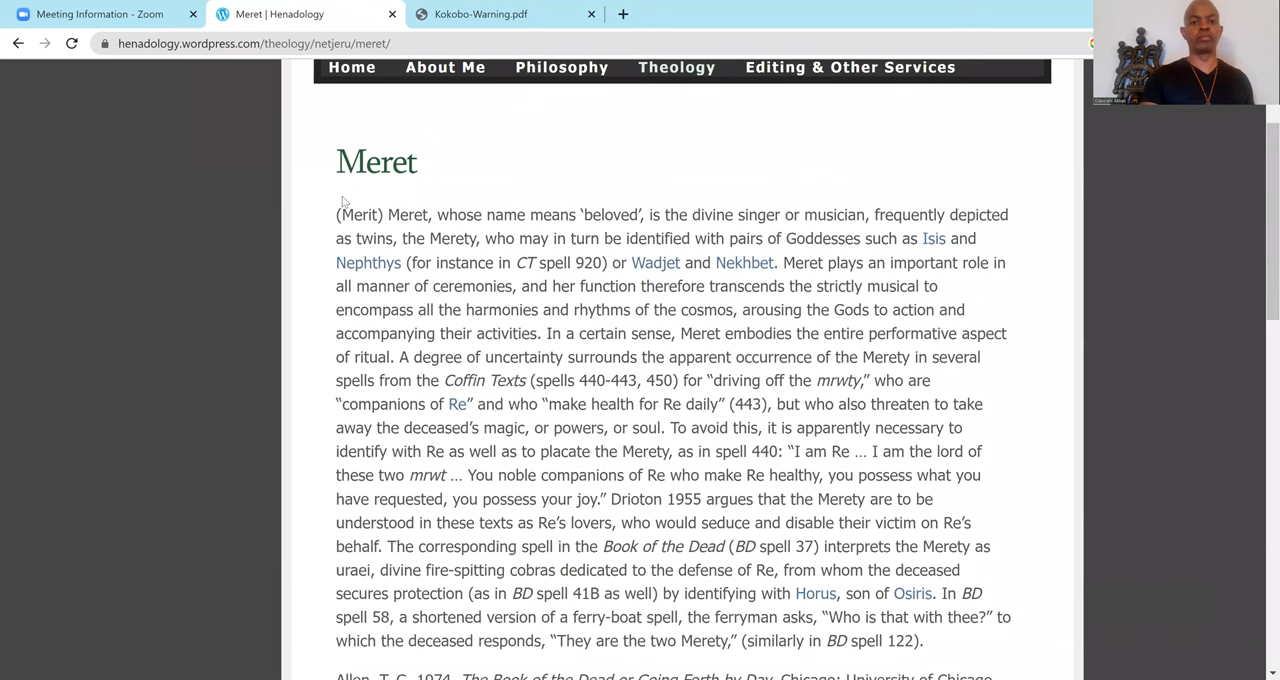 Meeting Information - Zoom
Meret | Henadology
Kokobo-Warning.pdf
henadology.wordpress.com/theology/netjeru/meret/
Home About Me Philosophy Theology Editing & Other Services
Meret
(Merit) Meret, whose name means ‘beloved’, is the divine singer or musician, frequently depicted
as twins, the Merety, who may in turn be identified with pairs of Goddesses such as Isis and
Nephthys (for instance in CT spell 920) or Wadjet and Nekhbet. Meret plays an important role in
all manner of ceremonies, and her function therefore transcends the strictly musical to
encompass all the harmonies and rhythms of the cosmos, arousing the Gods to action and
accompanying their activities. In a certain sense, Meret embodies the entire performative aspect
of ritual. A degree of uncertainty surrounds the apparent occurrence of the Merety in several
spells from the Coffin Texts (spells 440-443, 450) for “driving off the mrwty,” who are
“companions of Re” and who “make health for Re daily” (443), but who also threaten to take
away the deceased’s magic, or powers, or soul. To avoid this, it is apparently necessary to
identify with Re as well as to placate the Merety, as in spell 440: “I am Re … I am the lord of
these two mrwt … You noble companions of Re who make Re healthy, you possess what you
have requested, you possess your joy.” Drioton 1955 argues that the Merety are to be
understood in these texts as Re’s lovers, who would seduce and disable their victim on Re’s
behalf. The corresponding spell in the Book of the Dead (BD spell 37) interprets the Merety as
uraei, divine fire-spitting cobras dedicated to the defense of Re, from whom the deceased
secures protection (as in BD spell 41B as well) by identifying with Horus, son of Osiris. In BD
spell 58, a shortened version of a ferry-boat spell, the ferryman asks, “Who is that with thee?” to
which the deceased responds, “They are the two Merety,” (similarly in BD spell 122).
Allen, T. G. 1974. The Book of the Dead or Going Forth by Day. Chicago: University of Chicago